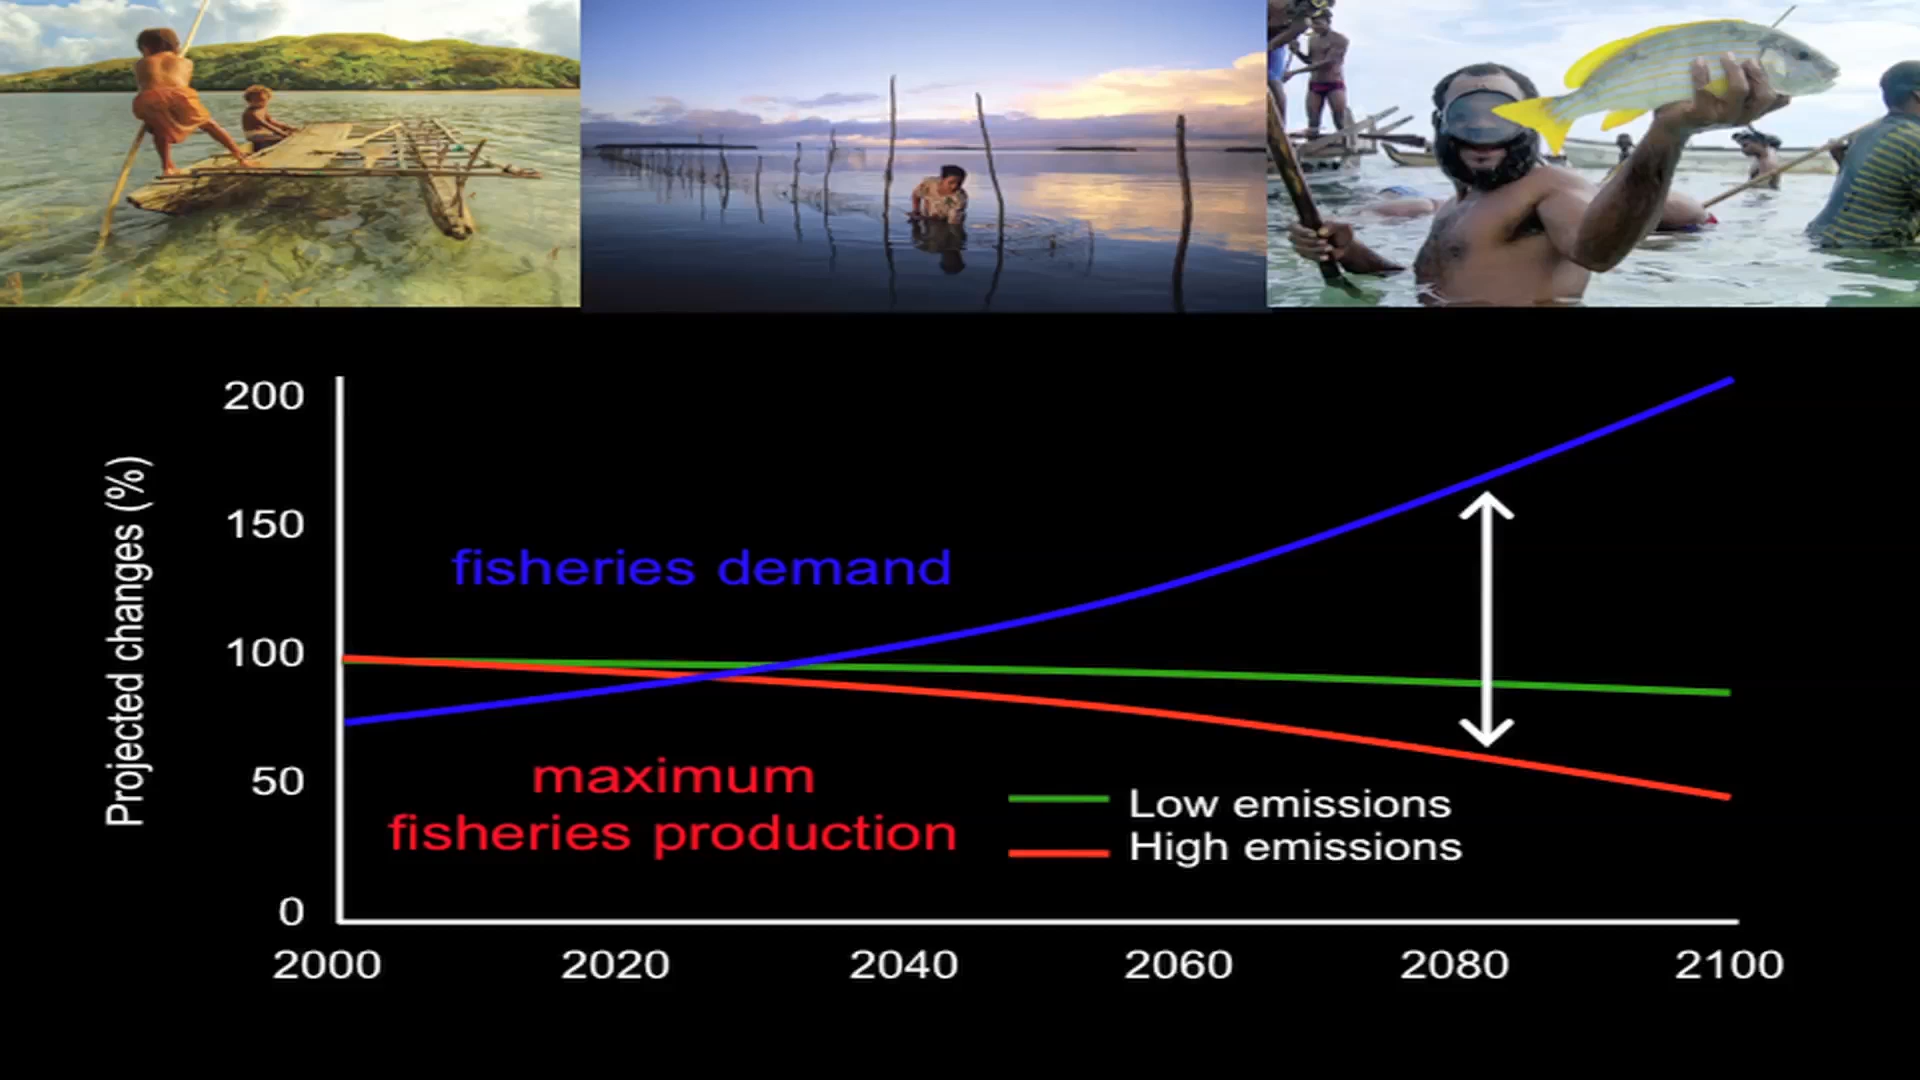 200
150
100
50
0
Projected changes (%)
fisheries demand
maximum
fisheries production
Low emissions
High emissions
2000 2020 2040 2060 2080 2100